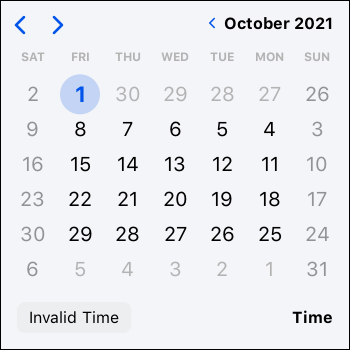 October 2021
SAT FRI THU WED TUE MON SUN
2 1 30 29 28 27 26
9 8 7 6 5 4 3
16 15 14 13 12 11 10
23 22 21 20 19 18 17
30 29 28 27 26 25 24
6 5 4 3 2 1 31
Invalid Time Time